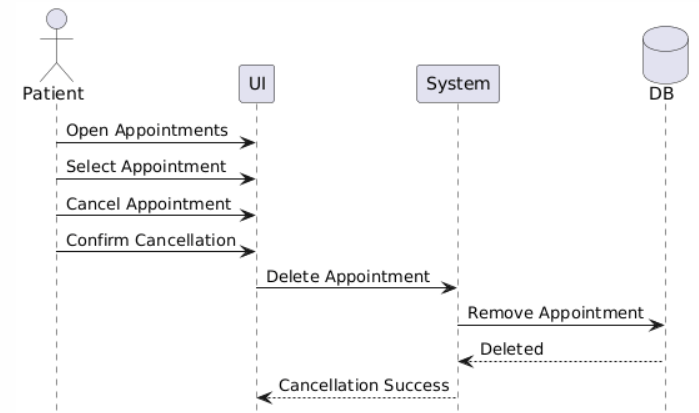 Patient
UI
System
DB
Open Appointments
Select Appointment
Cancel Appointment
Confirm Cancellation
Delete Appointment
Remove Appointment
Deleted
Cancellation Success